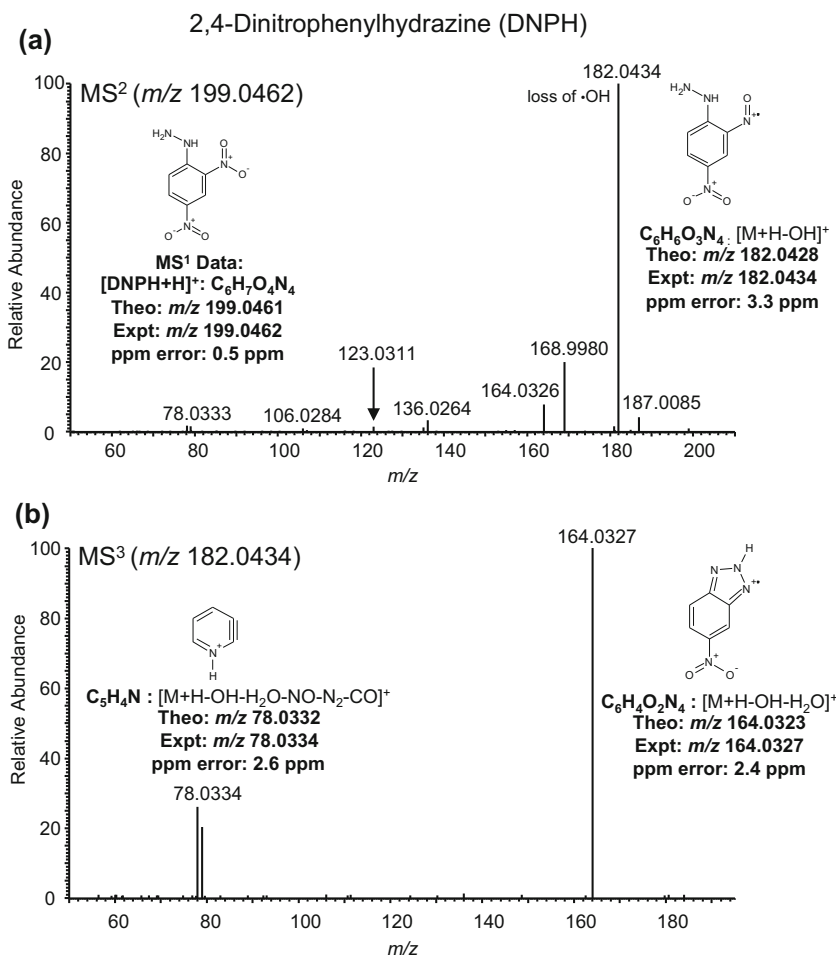 2,4-Dinitrophenylhydrazine (DNPH)
(a)
MS² (m/z 199.0462)
loss of •OH
182.0434
H₂N
NH
N⁺
O
O⁻
O⁻
N⁺
O
MS¹ Data:
[DNPH+H]⁺: C₆H₇O₄N₄
Theo: m/z 199.0461
Expt: m/z 199.0462
ppm error: 0.5 ppm
H₂N
NH
O
N•
O⁻
N⁺
O
C₆H₆O₃N₄: [M+H-OH]⁺
Theo: m/z 182.0428
Expt: m/z 182.0434
ppm error: 3.3 ppm
78.0333
106.0284
123.0311
136.0264
164.0326
168.9980
187.0085
Relative Abundance
100
80
60
40
20
0
60 80 100 120 140 160 180 200
m/z
(b)
MS³ (m/z 182.0434)
164.0327
N⁺
H
C₅H₄N : [M+H-OH-H₂O-NO-N₂-CO]⁺
Theo: m/z 78.0332
Expt: m/z 78.0334
ppm error: 2.6 ppm
78.0334
H
N
N
N⁺•
N⁺
O
O⁻
C₆H₄O₂N₄ : [M+H-OH-H₂O]⁺
Theo: m/z 164.0323
Expt: m/z 164.0327
ppm error: 2.4 ppm
Relative Abundance
100
80
60
40
20
0
60 80 100 120 140 160 180
m/z